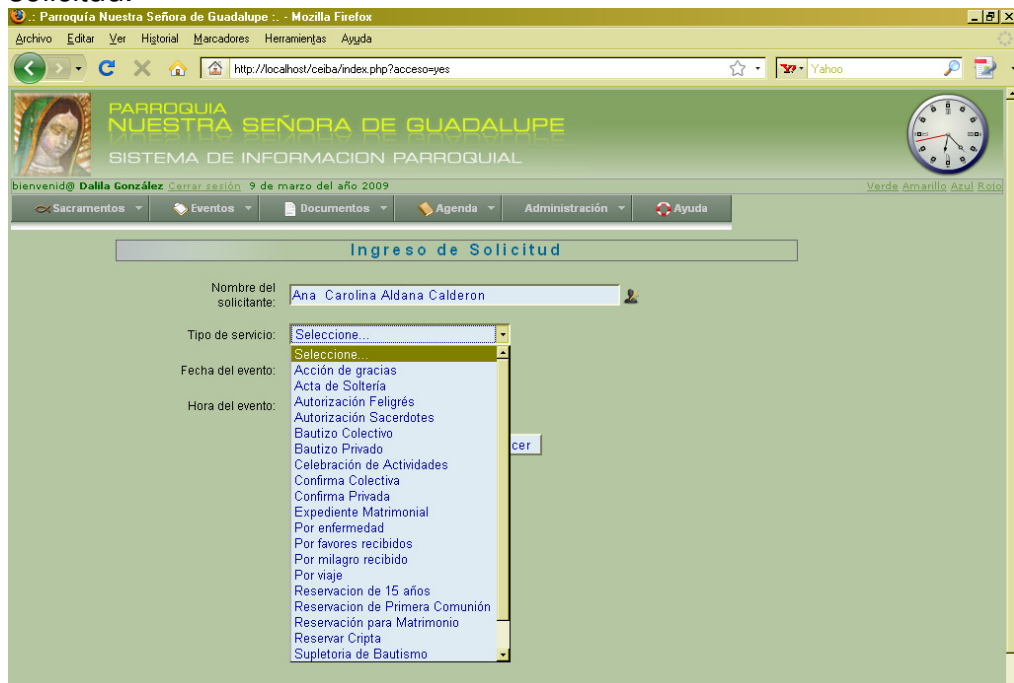 solicitud.
.: Parroquía Nuestra Señora de Guadalupe :. - Mozilla Firefox
Archivo Editar Ver Historial Marcadores Herramientas Ayuda
http://localhost/ceiba/index.php?acceso=yes
Yahoo
PARROQUIA
NUESTRA SEÑORA DE GUADALUPE
SISTEMA DE INFORMACION PARROQUIAL
bienvenid@ Dalila González Cerrar sesión 9 de marzo del año 2009 Verde Amarillo Azul Rojo
Sacramentos Eventos Documentos Agenda Administración Ayuda
Ingreso de Solicitud
Nombre del
solicitante: Ana Carolina Aldana Calderon
Tipo de servicio: Seleccione...
Seleccione...
Fecha del evento: Acción de gracias
Acta de Soltería
Hora del evento: Autorización Feligrés
Autorización Sacerdotes
Bautizo Colectivo
cer
Bautizo Privado
Celebración de Actividades
Confirma Colectiva
Confirma Privada
Expediente Matrimonial
Por enfermedad
Por favores recibidos
Por milagro recibido
Por viaje
Reservacion de 15 años
Reservacion de Primera Comunión
Reservación para Matrimonio
Reservar Cripta
Supletoria de Bautismo